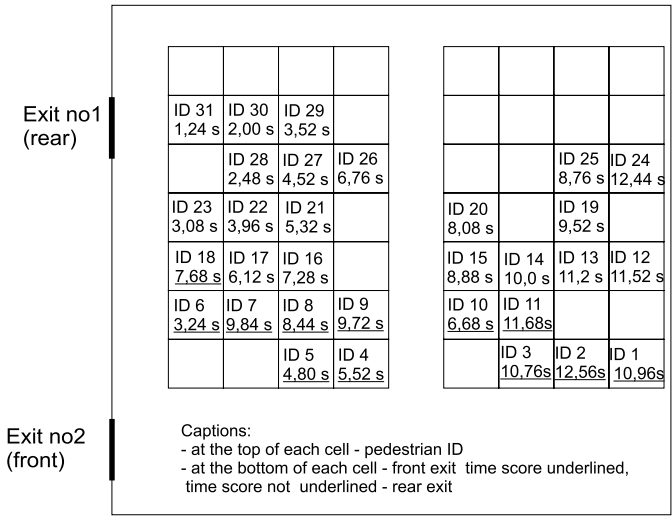 Exit no1
(rear)
ID 31 ID 30 ID 29
1,24 s 2,00 s 3,52 s
ID 28 ID 27 ID 26 ID 25 ID 24
2,48 s 4,52 s 6,76 s 8,76 s 12,44 s
ID 23 ID 22 ID 21 ID 20 ID 19
3,08 s 3,96 s 5,32 s 8,08 s 9,52 s
ID 18 ID 17 ID 16 ID 15 ID 14 ID 13 ID 12
7,68 s 6,12 s 7,28 s 8,88 s 10,0 s 11,2 s 11,52 s
ID 6 ID 7 ID 8 ID 9 ID 10 ID 11
3,24 s 9,84 s 8,44 s 9,72 s 6,68 s 11,68s
ID 5 ID 4 ID 3 ID 2 ID 1
4,80 s 5,52 s 10,76s 12,56s 10,96s
Exit no2
(front)
Captions:
- at the top of each cell - pedestrian ID
- at the bottom of each cell - front exit time score underlined,
time score not underlined - rear exit